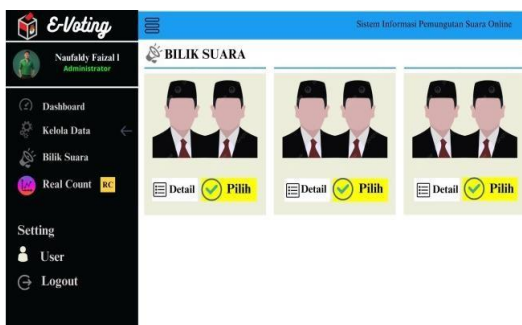 E-Voting
Sistem Informasi Pemungutan Suara Online
Naufaldy Faizal l
Administrator
BILIK SUARA
Dashboard
Kelola Data
Bilik Suara
Real Count RC
Detail Pilih
Detail Pilih
Detail Pilih
Setting
User
Logout